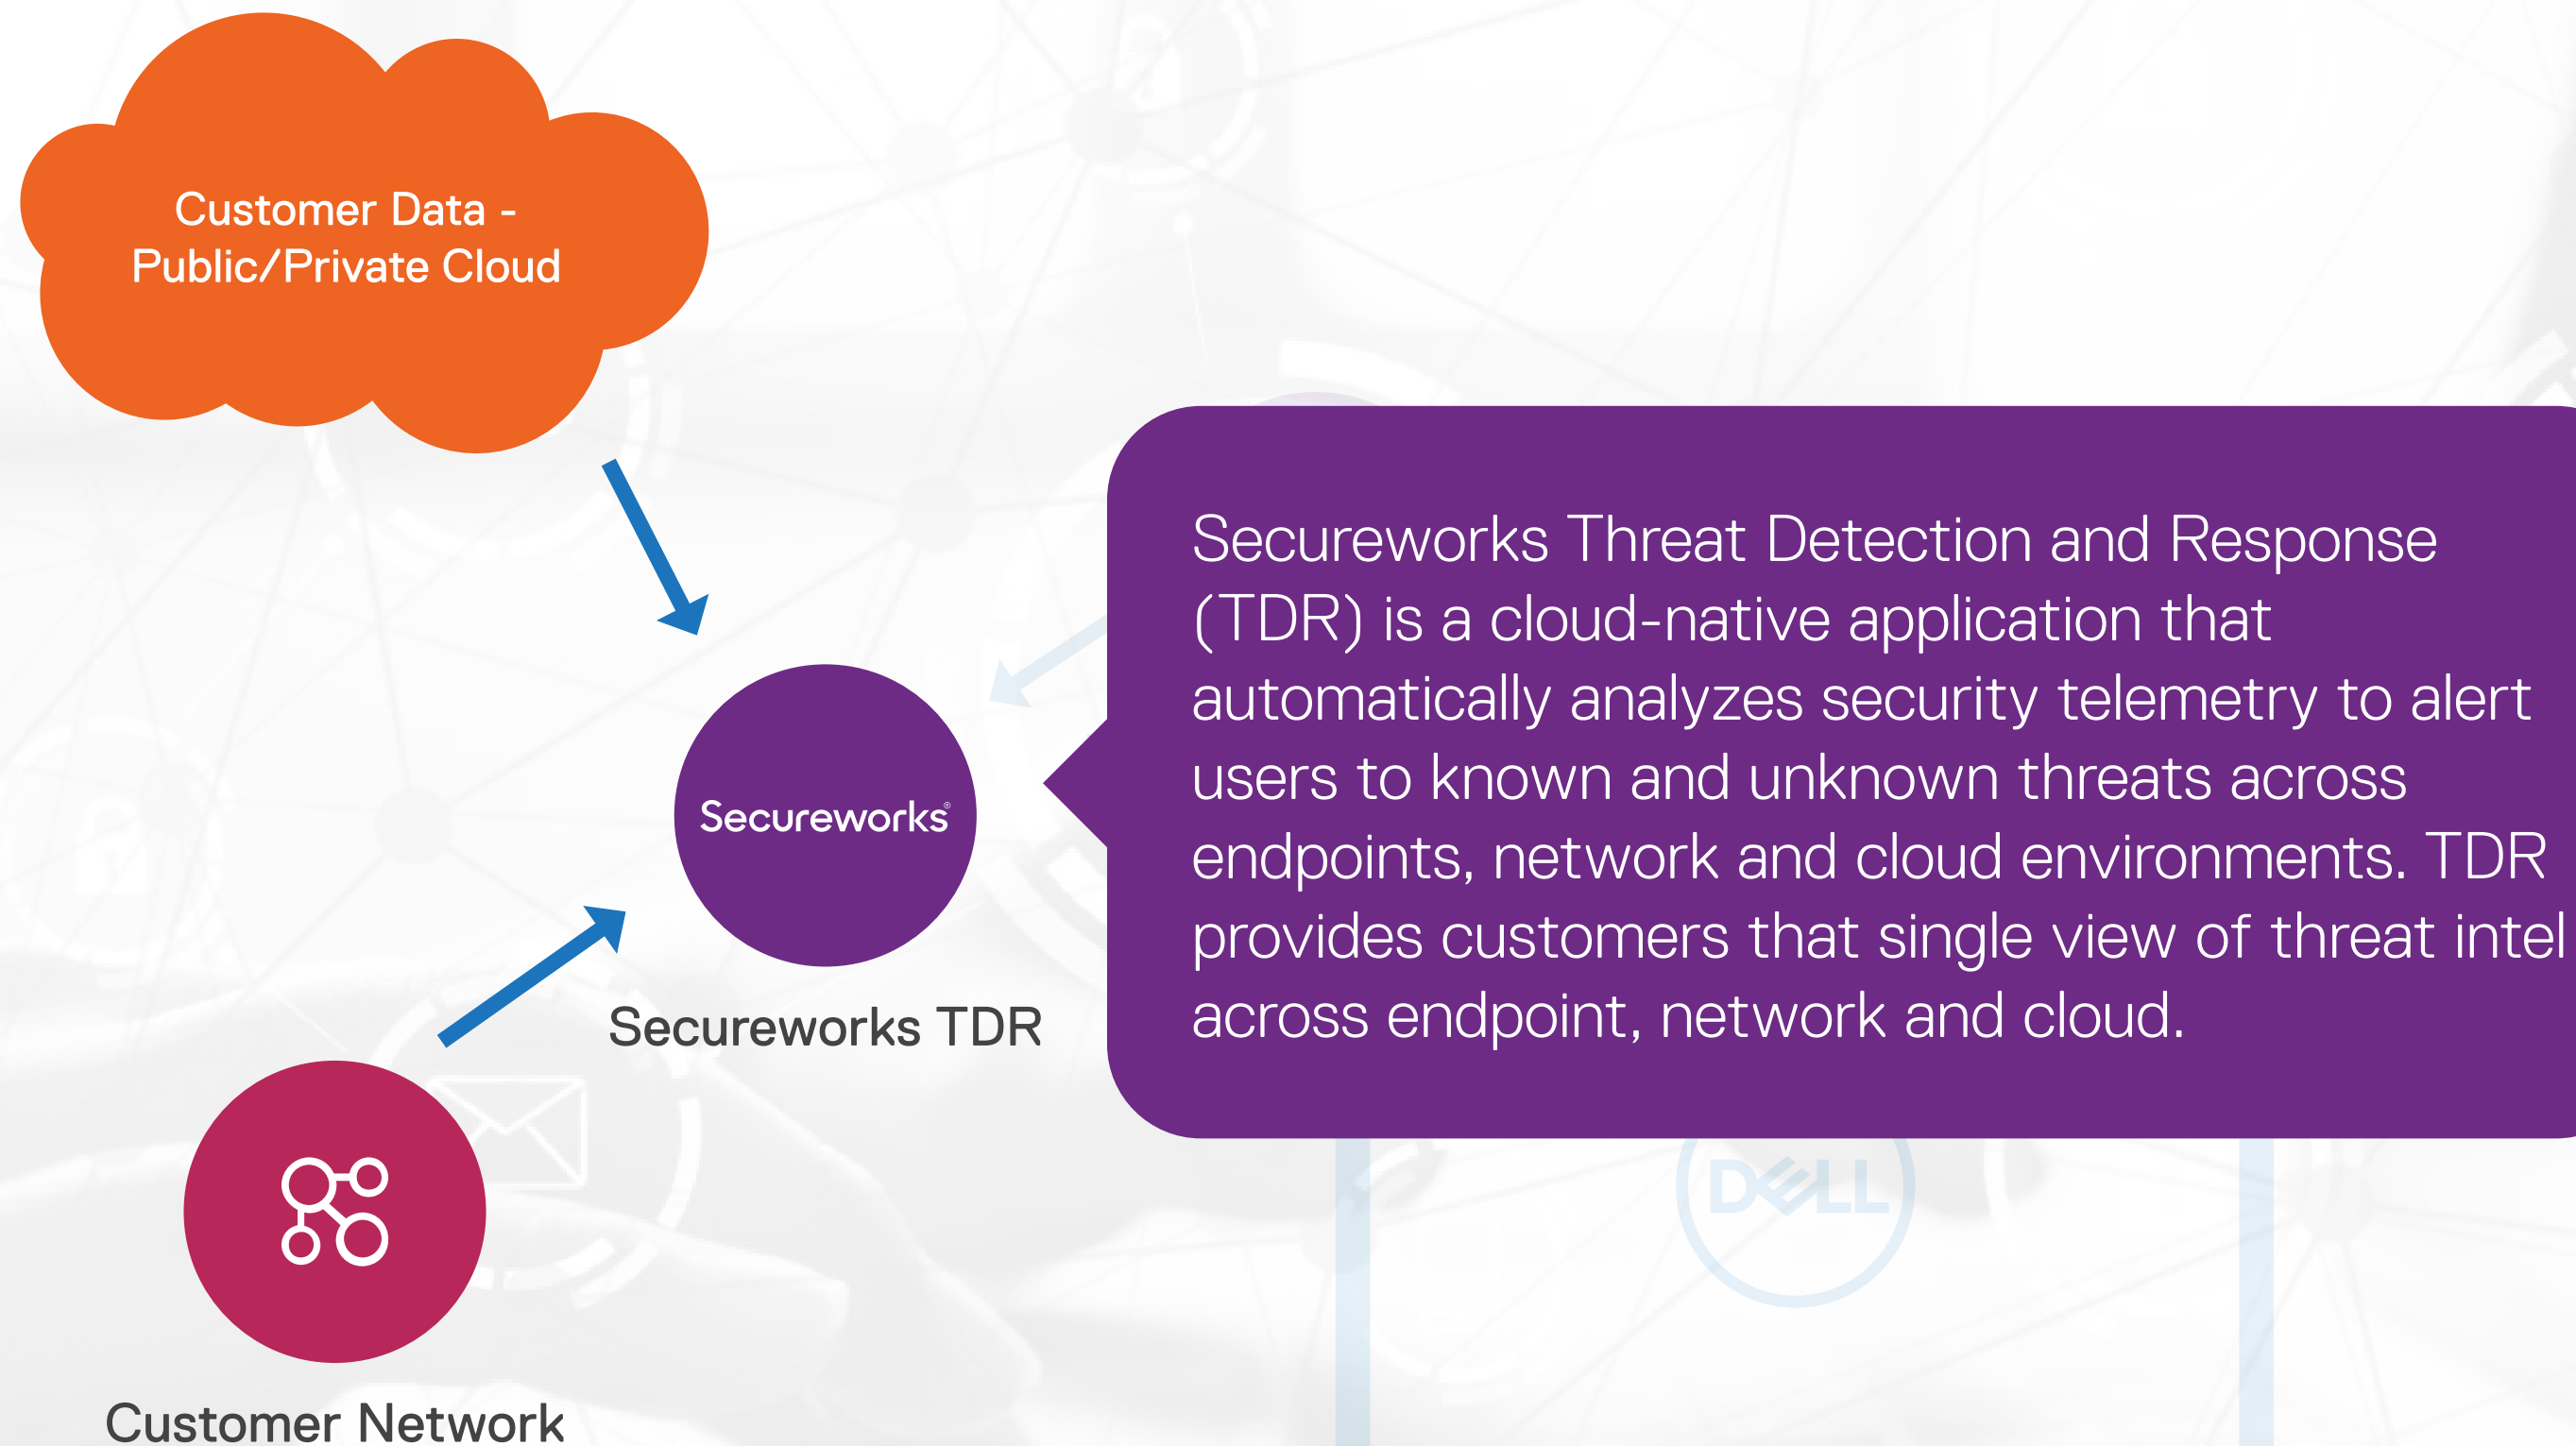 Customer Data -
Public/Private Cloud
Secureworks Threat Detection and Response
(TDR) is a cloud-native application that
automatically analyzes security telemetry to alert
users to known and unknown threats across
endpoints, network and cloud environments. TDR
provides customers that single view of threat intel
across endpoint, network and cloud.
Secureworks®
Secureworks TDR
DELL
Customer Network